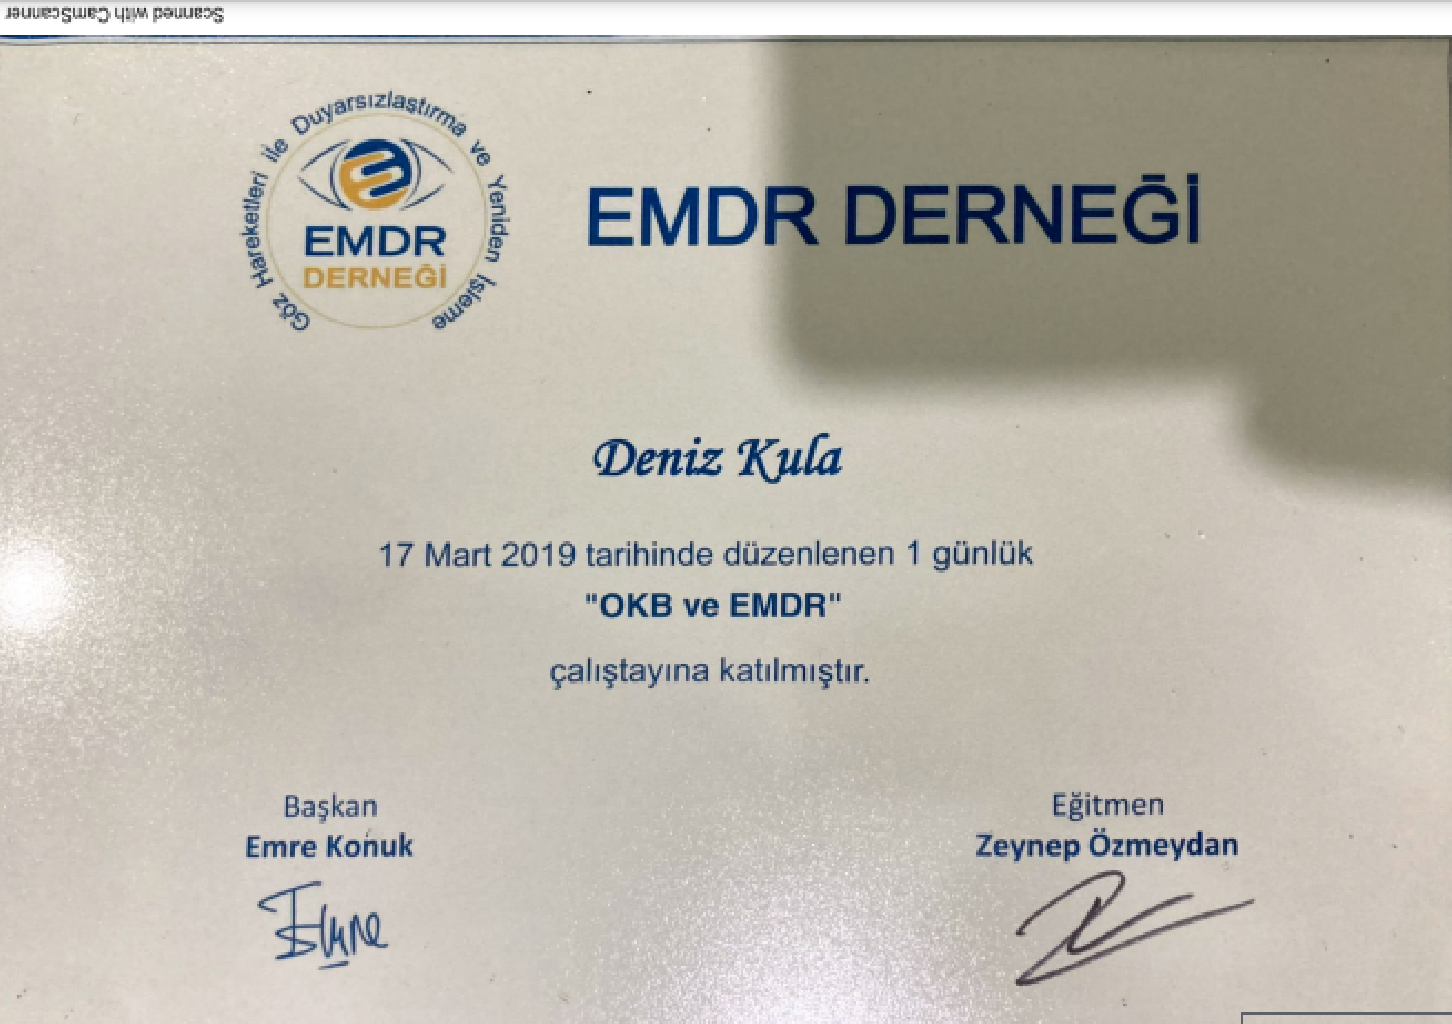 Scanned with CamScanner
Göz Hareketleri ile Duyarsızlaştırma ve Yeniden İşleme
EMDR
DERNEĞİ
EMDR DERNEĞİ
Deniz Kula
17 Mart 2019 tarihinde düzenlenen 1 günlük
"OKB ve EMDR"
çalıştayına katılmıştır.
Başkan
Emre Konuk
Emre
Eğitmen
Zeynep Özmeydan